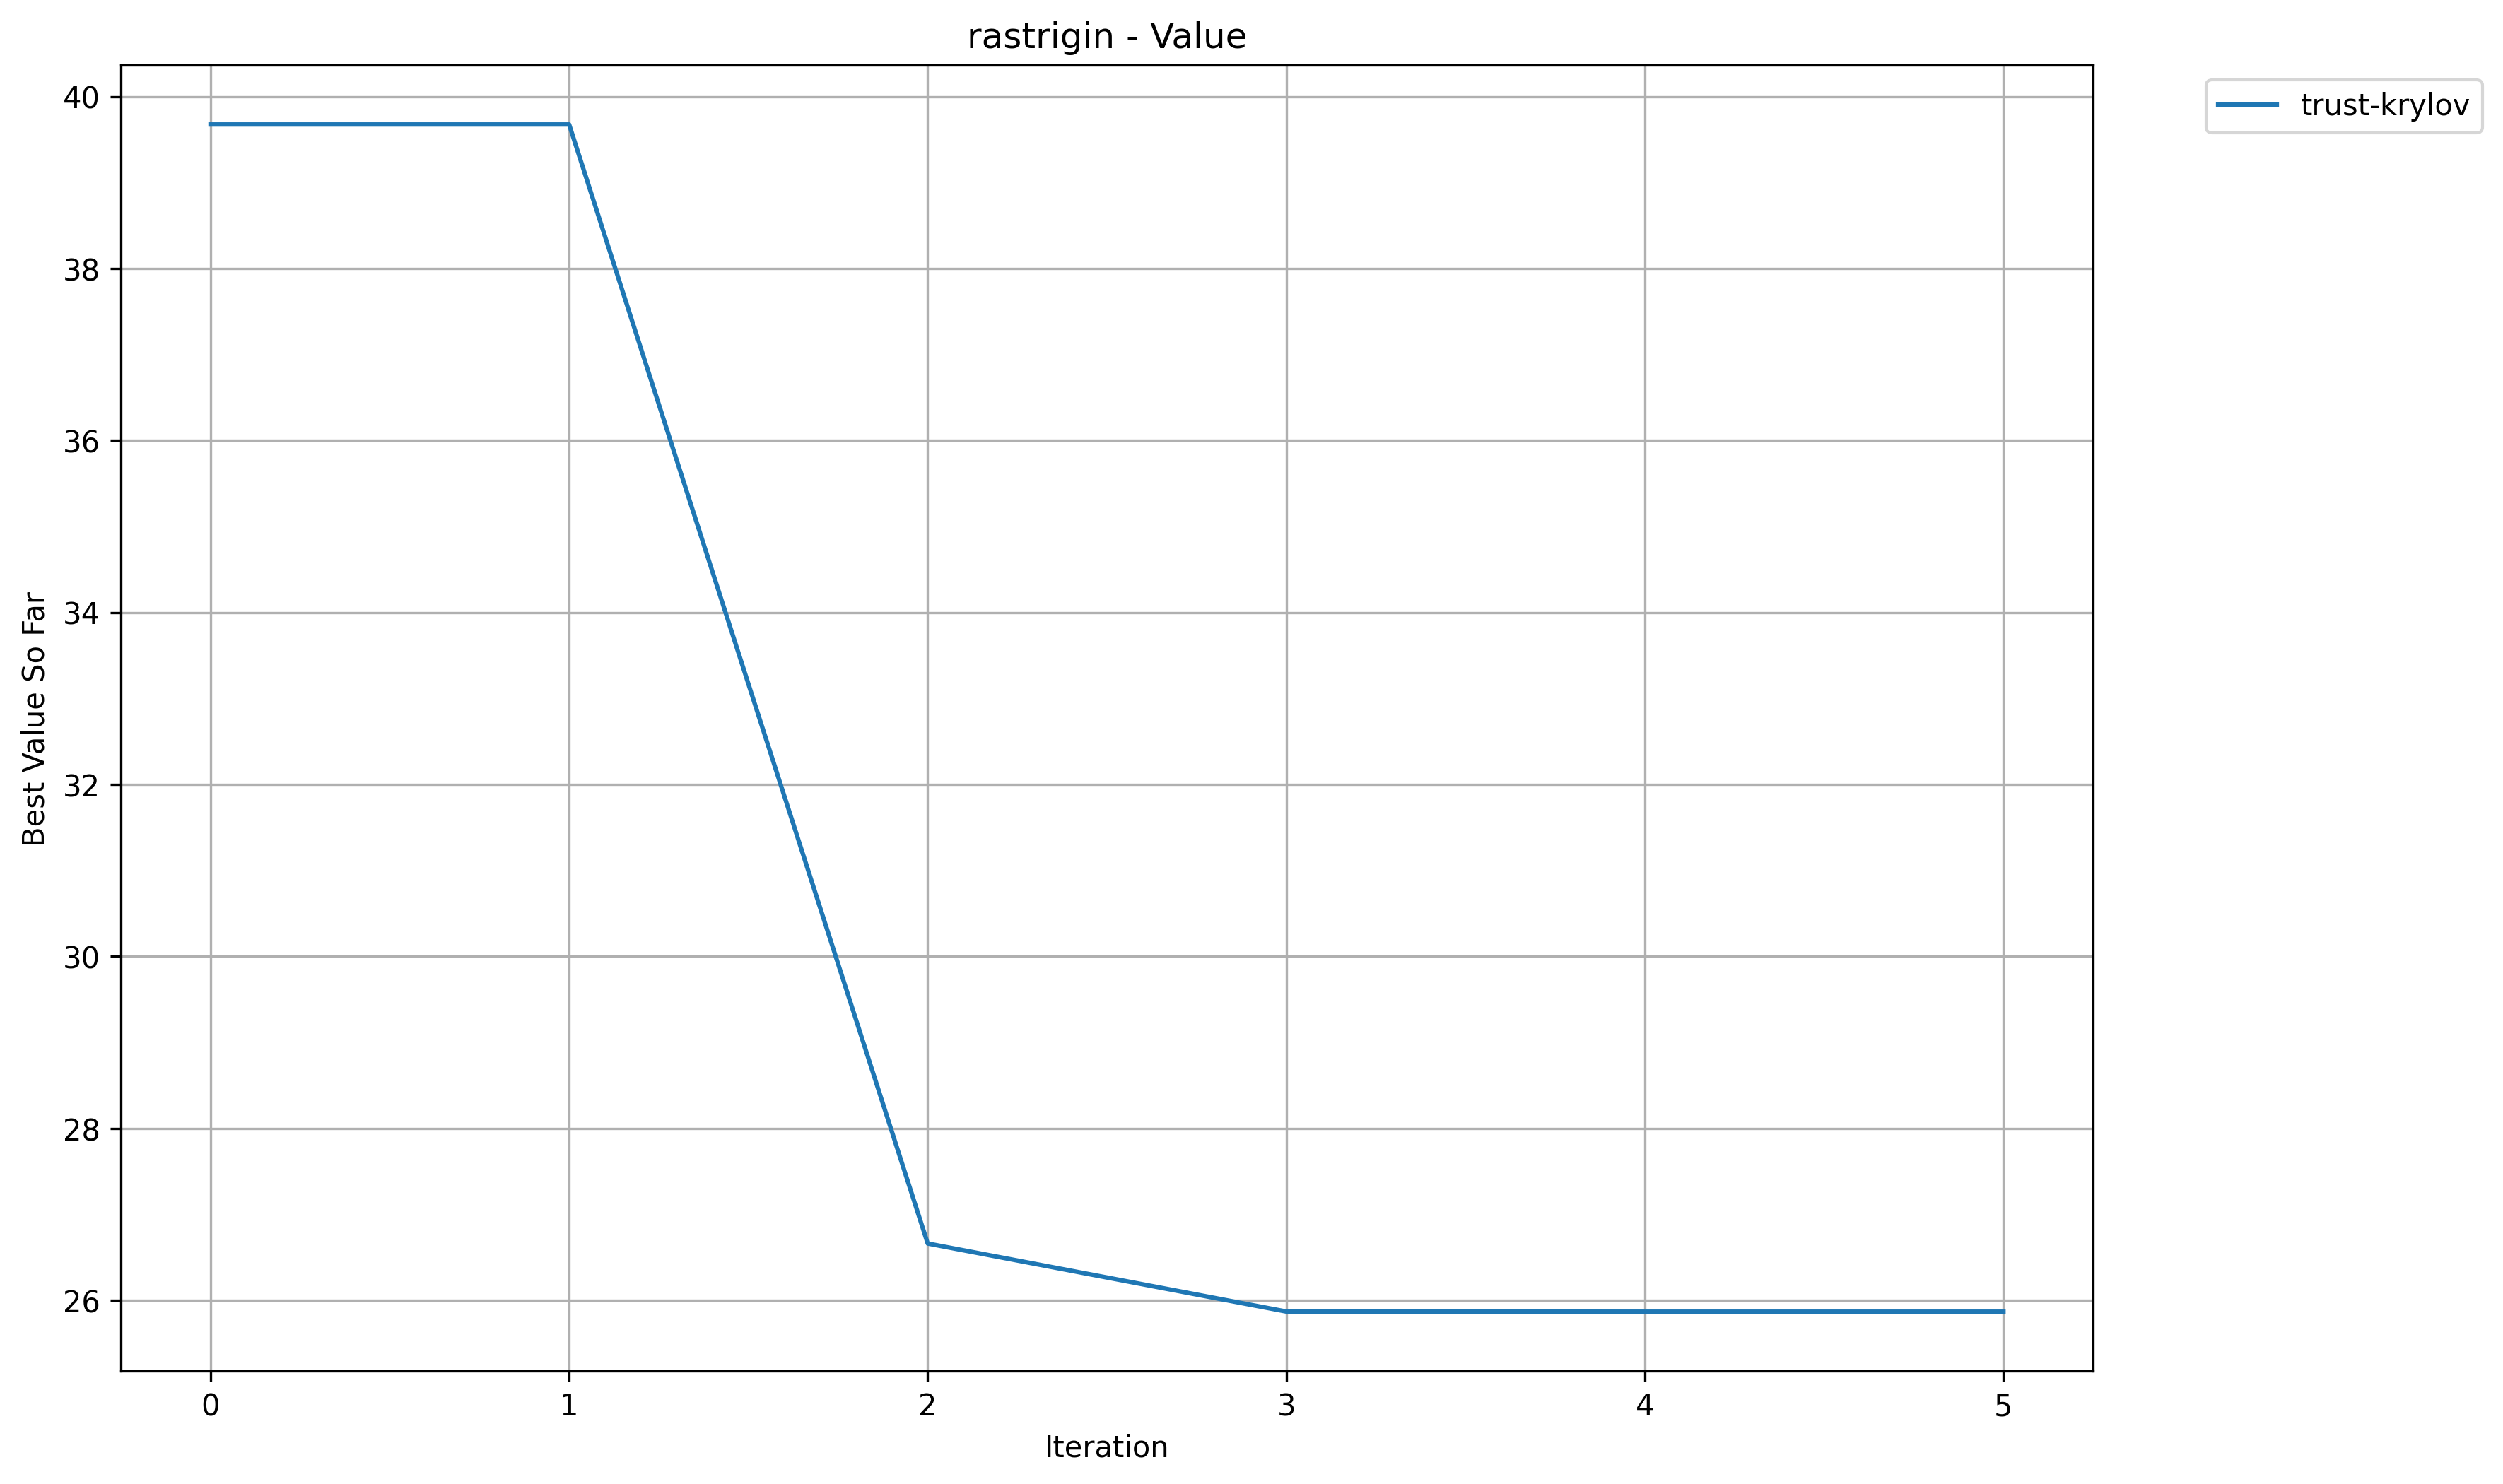 rastrigin - Value
trust-krylov
Best Value So Far
40
38
36
34
32
30
28
26
0 1 2 3 4 5
Iteration